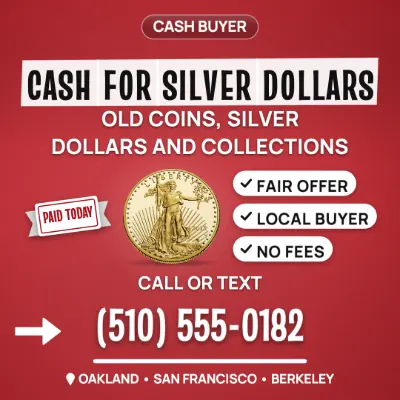 CASH BUYER
CASH FOR SILVER DOLLARS
OLD COINS, SILVER
DOLLARS AND COLLECTIONS
PAID TODAY
LIBERTY
FAIR OFFER
LOCAL BUYER
NO FEES
CALL OR TEXT
(510) 555-0182
OAKLAND • SAN FRANCISCO • BERKELEY